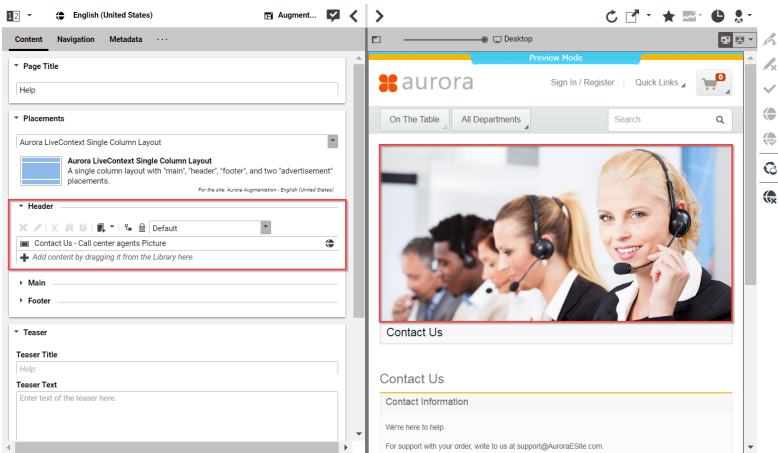 English (United States)
Augment...
Content
Navigation
Metadata
...
Page Title
Help
Placements
Aurora LiveContext Single Column Layout
Aurora LiveContext Single Column Layout
A single column layout with "main", "header", "footer", and two "advertisement"
placements.
For the site: Aurora Augmentation - English (United States)
Header
Default
Contact Us - Call center agents Picture
Add content by dragging it from the Library here.
Main
Footer
Teaser
Teaser Title
Help
Teaser Text
Enter text of the teaser here.
Desktop
Preview Mode
aurora
Sign In / Register
Quick Links
0
On The Table
All Departments
Search
Contact Us
Contact Us
Contact Information
We're here to help.
For support with your order, write to us at support@AuroraESite.com.